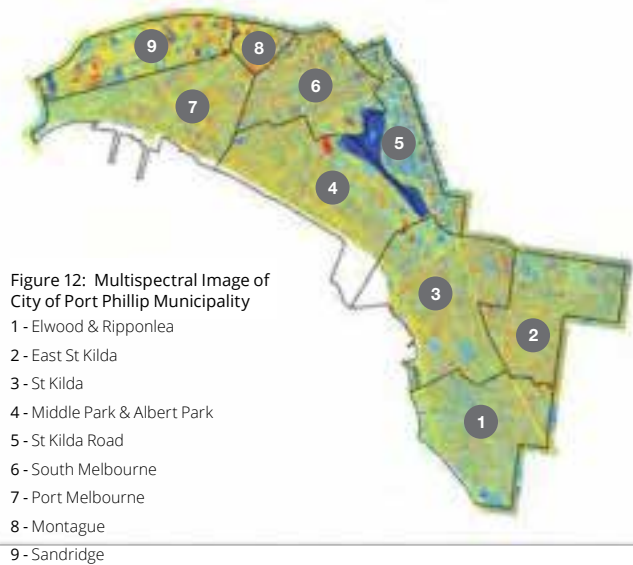 9
8
6
7
5
4
3
2
1
Figure 12: Multispectral Image of
City of Port Phillip Municipality
1 - Elwood & Ripponlea
2 - East St Kilda
3 - St Kilda
4 - Middle Park & Albert Park
5 - St Kilda Road
6 - South Melbourne
7 - Port Melbourne
8 - Montague
9 - Sandridge